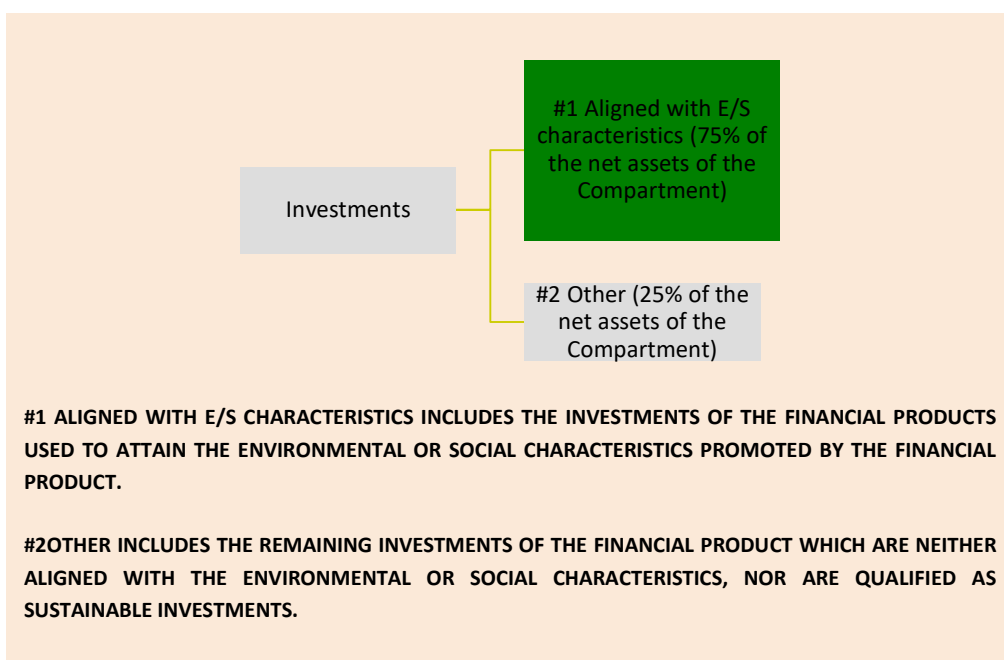 #1 Aligned with E/S
characteristics (75% of
the net assets of the
Compartment)
Investments
#2 Other (25% of the
net assets of the
Compartment)
#1 ALIGNED WITH E/S CHARACTERISTICS INCLUDES THE INVESTMENTS OF THE FINANCIAL PRODUCTS
USED TO ATTAIN THE ENVIRONMENTAL OR SOCIAL CHARACTERISTICS PROMOTED BY THE FINANCIAL
PRODUCT.
#2OTHER INCLUDES THE REMAINING INVESTMENTS OF THE FINANCIAL PRODUCT WHICH ARE NEITHER
ALIGNED WITH THE ENVIRONMENTAL OR SOCIAL CHARACTERISTICS, NOR ARE QUALIFIED AS
SUSTAINABLE INVESTMENTS.